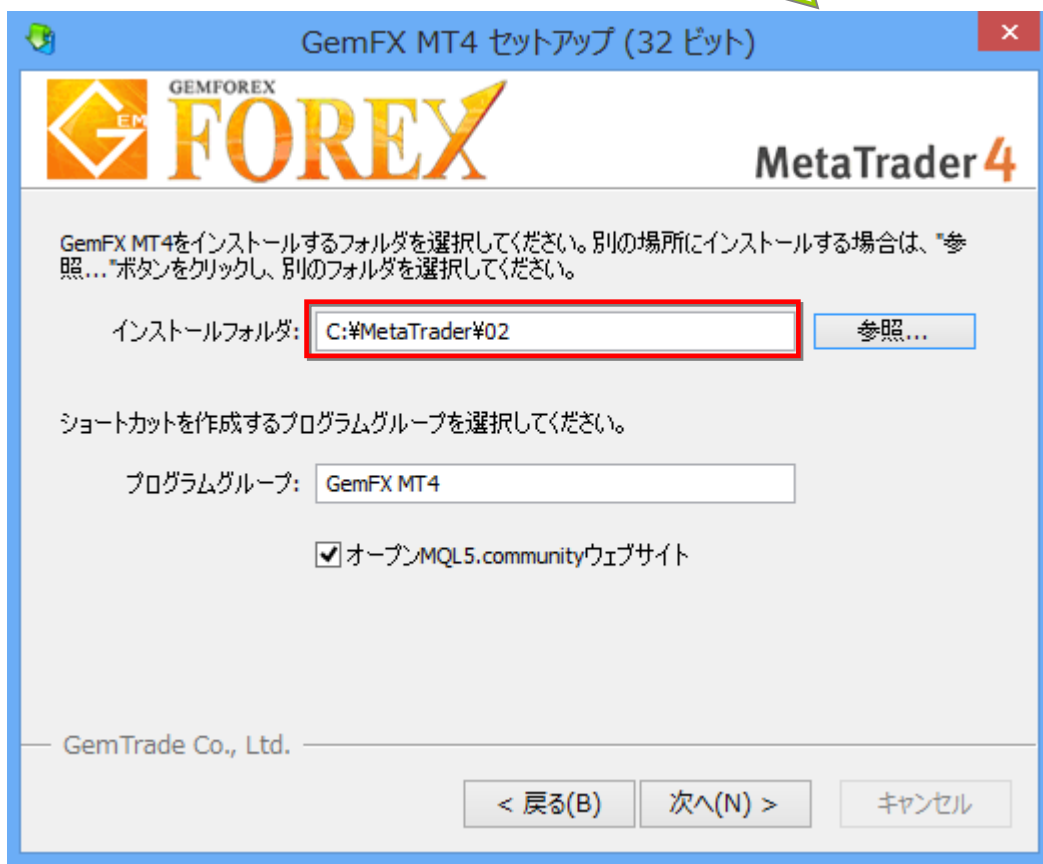 GemFX MT4 セットアップ (32 ビット)
GEMFOREX
GEM
FOREX
MetaTrader 4
GemFX MT4をインストールするフォルダを選択してください。別の場所にインストールする場合は、"参
照..."ボタンをクリックし、別のフォルダを選択してください。
インストールフォルダ: C:¥MetaTrader¥02 参照...
ショートカットを作成するプログラムグループを選択してください。
プログラムグループ: GemFX MT4
オープンMQL5.communityウェブサイト
GemTrade Co., Ltd.
< 戻る(B) 次へ(N) > キャンセル